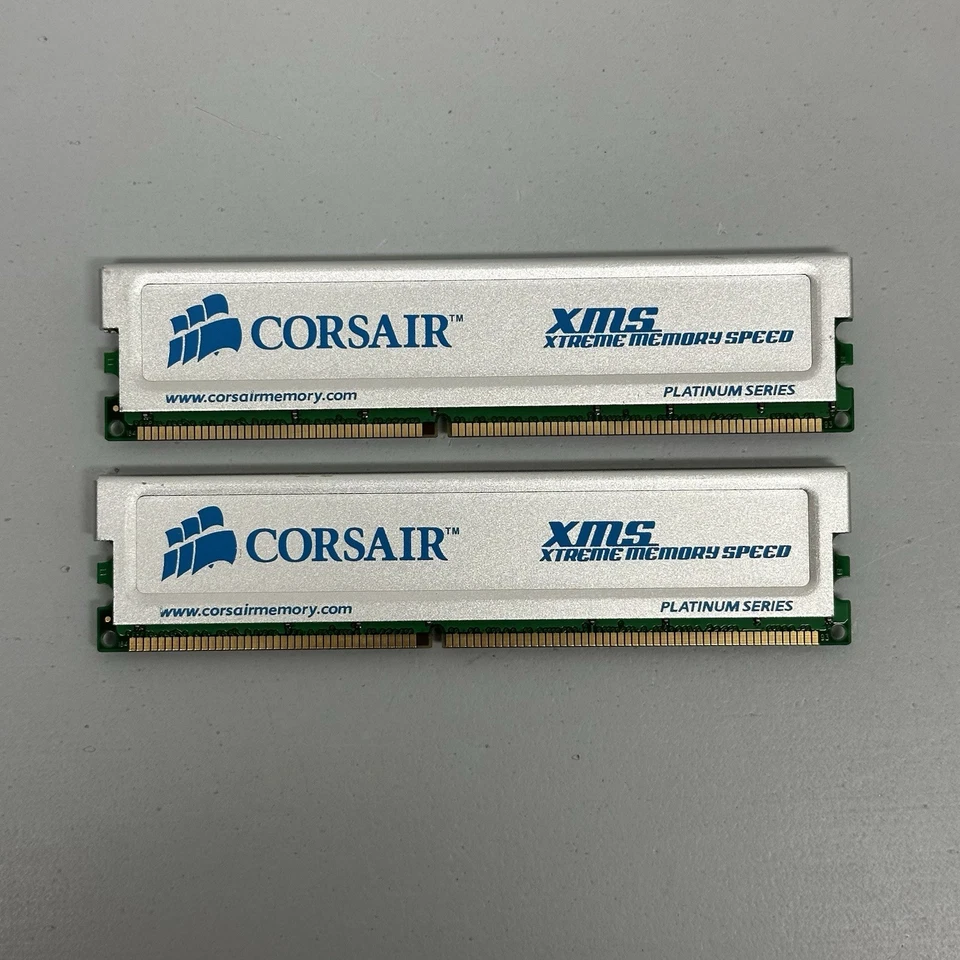 CORSAIR™
XMS
XTREME MEMORY SPEED
www.corsairmemory.com
PLATINUM SERIES
CORSAIR™
XMS
XTREME MEMORY SPEED
www.corsairmemory.com
PLATINUM SERIES